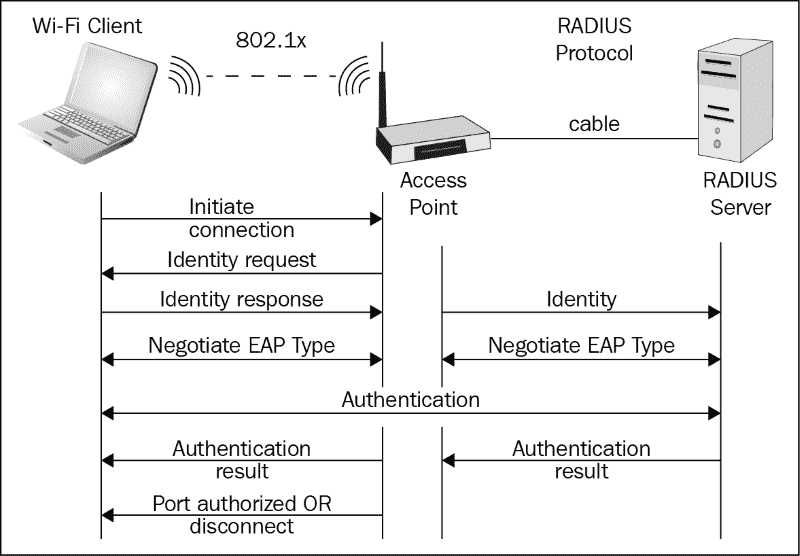 Wi-Fi Client
802.1x
RADIUS
Protocol
cable
Access
Point
RADIUS
Server
Initiate
connection
Identity request
Identity response
Identity
Negotiate EAP Type
Negotiate EAP Type
Authentication
Authentication
result
Authentication
result
Port authorized OR
disconnect